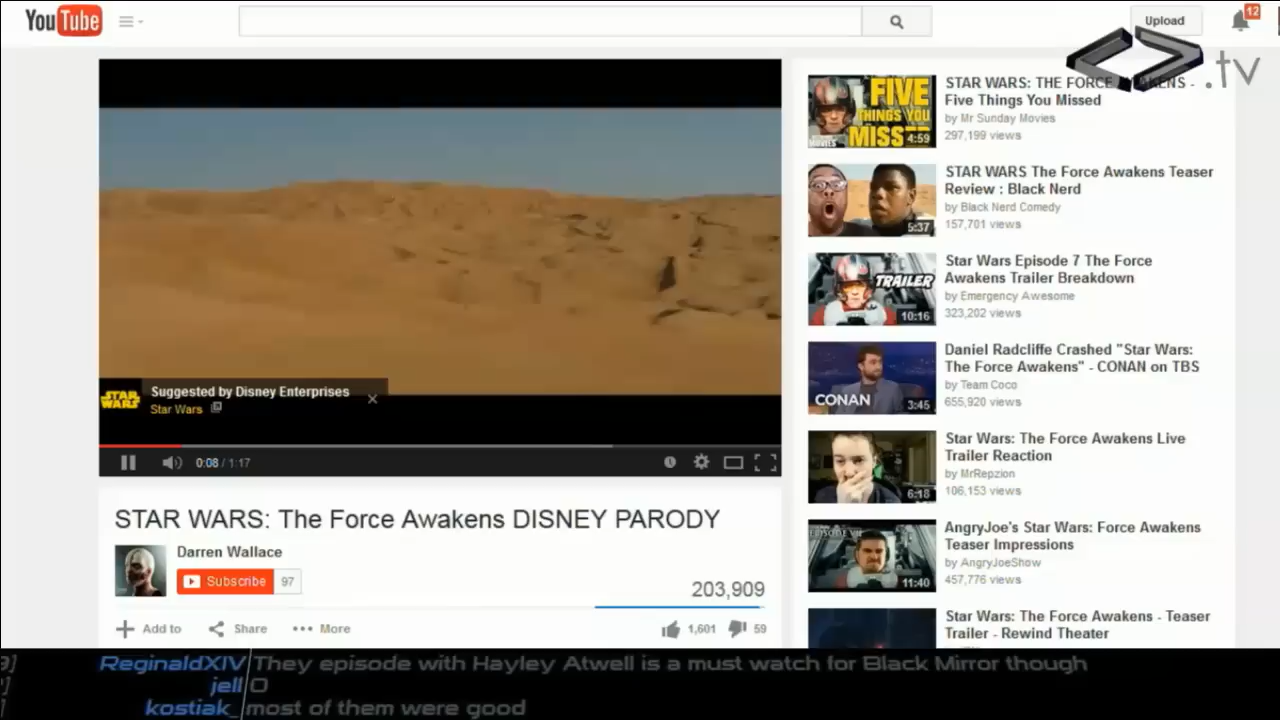 YouTube
Upload
12
.tv
Suggested by Disney Enterprises
STAR WARS
Star Wars
0:08 / 1:17
STAR WARS: The Force Awakens DISNEY PARODY
Darren Wallace
Subscribe 97
203,909
Add to Share More
1,601 59
FIVE
THINGS YOU
4:59
STAR WARS: THE FORCE AWAKENS -
Five Things You Missed
by Mr Sunday Movies
297,199 views
5:37
STAR WARS The Force Awakens Teaser
Review : Black Nerd
by Black Nerd Comedy
157,701 views
TRAILER
10:16
Star Wars Episode 7 The Force
Awakens Trailer Breakdown
by Emergency Awesome
323,202 views
CONAN 3:45
Daniel Radcliffe Crashed "Star Wars:
The Force Awakens" - CONAN on TBS
by Team Coco
655,920 views
6:18
Star Wars: The Force Awakens Live
Trailer Reaction
by MrRepzion
106,153 views
EPISODE VII
11:40
AngryJoe's Star Wars: Force Awakens
Teaser Impressions
by AngryJoeShow
457,776 views
Star Wars: The Force Awakens - Teaser
Trailer - Rewind Theater
ReginaldXIV They episode with Hayley Atwell is a must watch for Black Mirror though
jell O
kostiak_ most of them were good